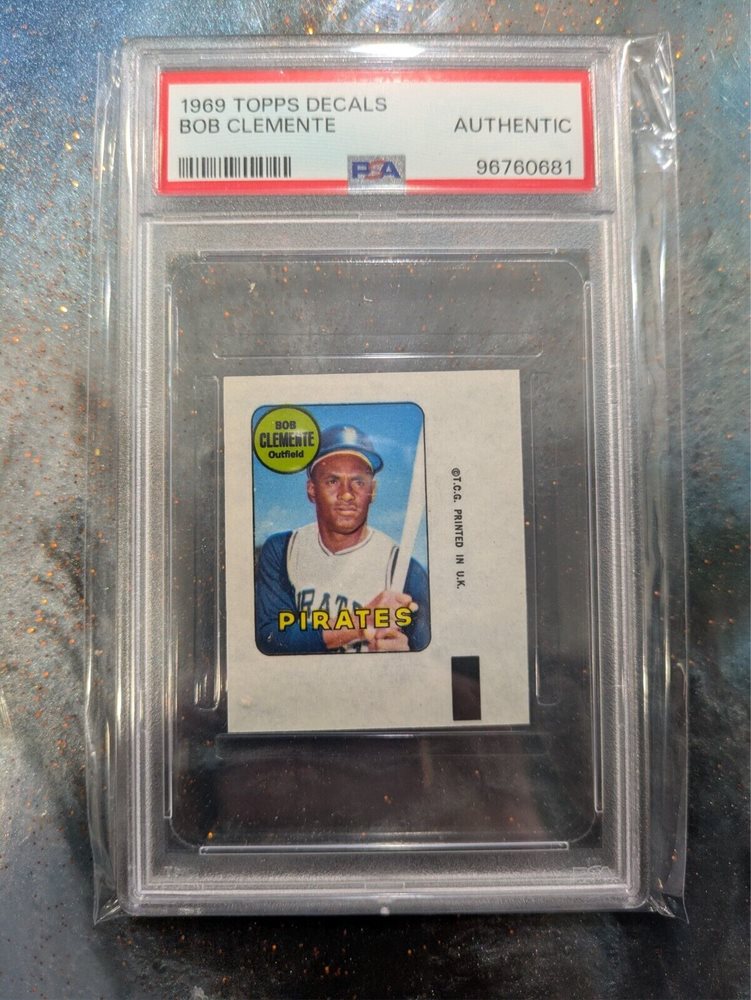 1969 TOPPS DECALS
BOB CLEMENTE AUTHENTIC
PSA 96760681
BOB
CLEMENTE
Outfield
©T.C.G. PRINTED IN U.K.
PIRATES